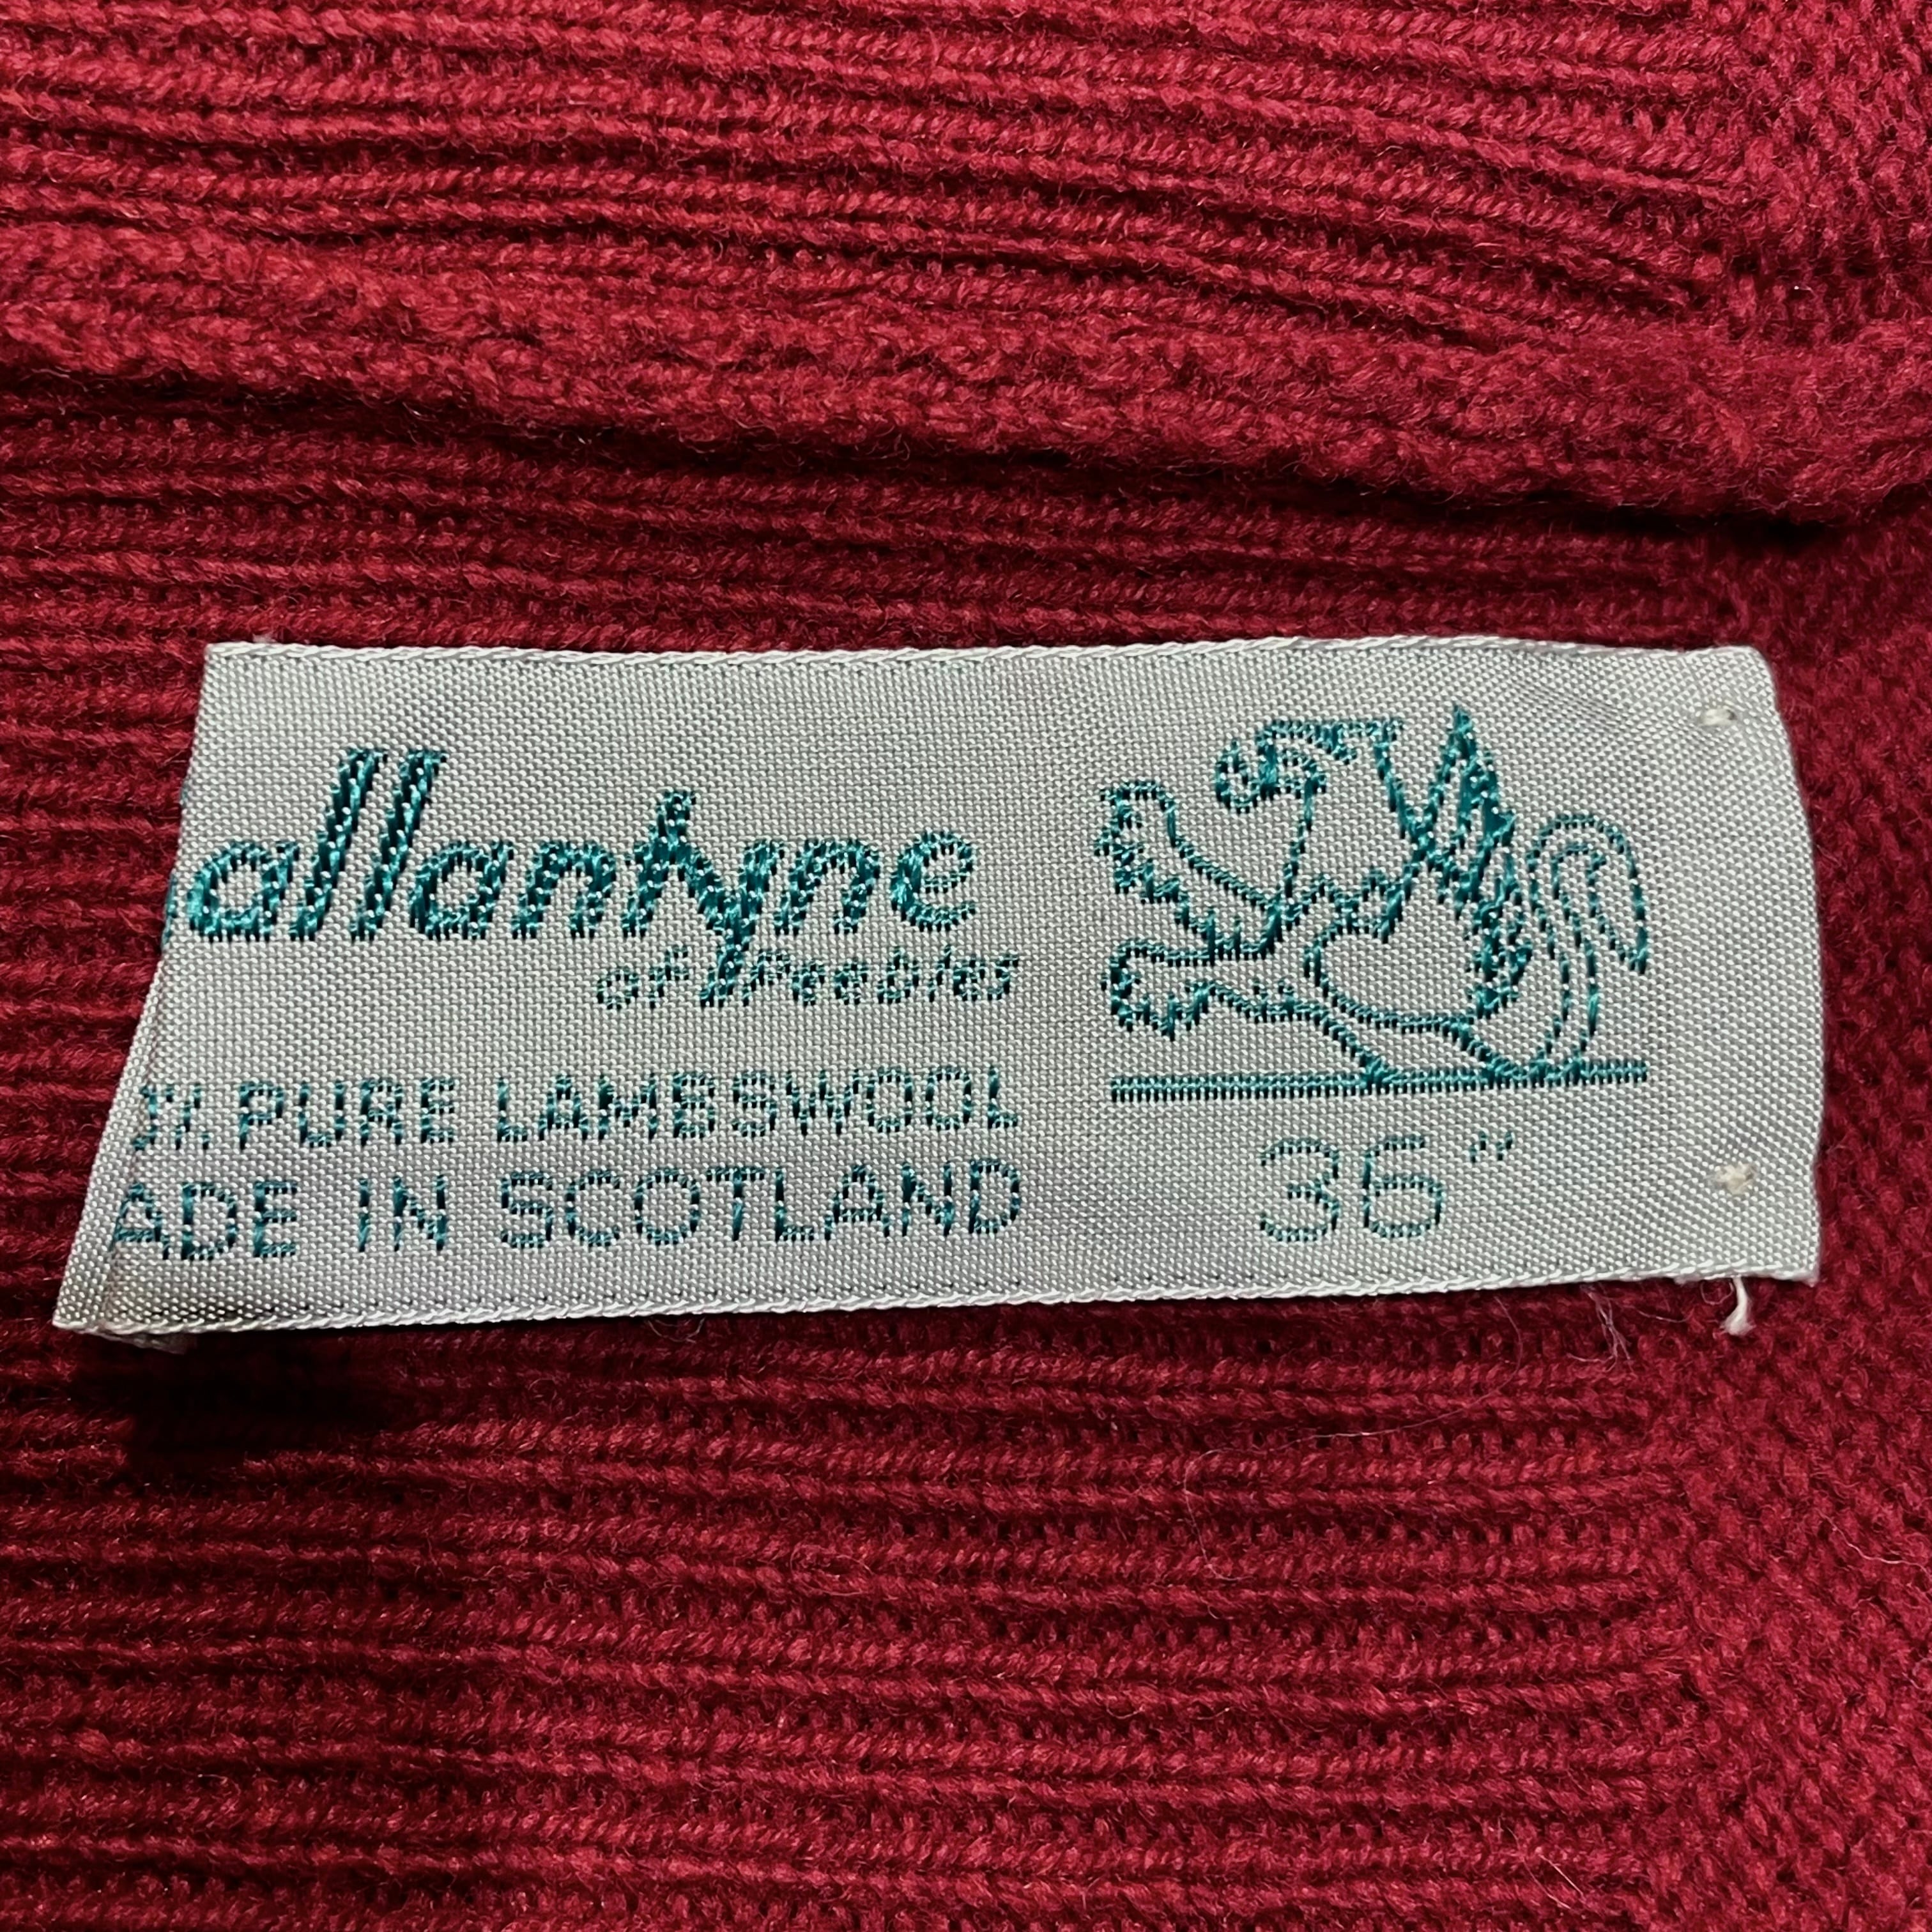 allantyne
of Peebles
% PURE LAMBSWOOL
ADE IN SCOTLAND
36"